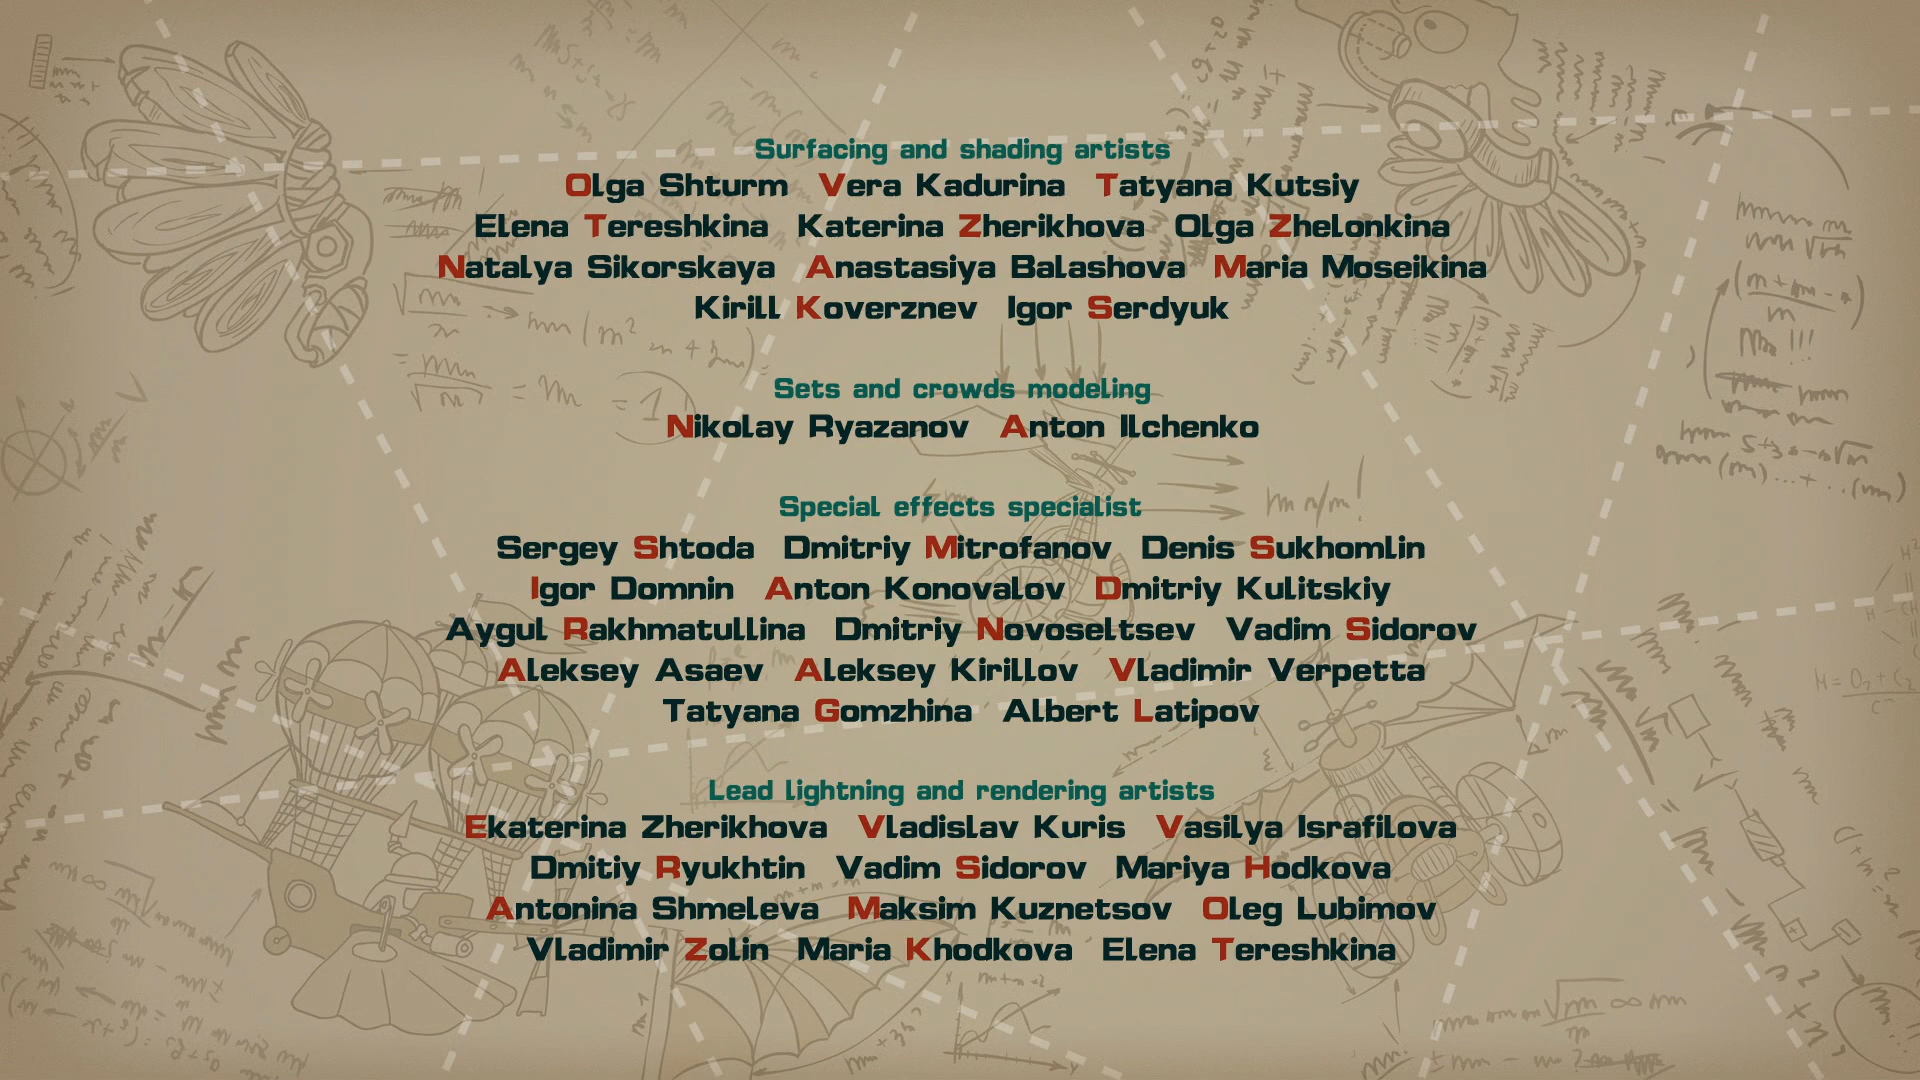 Surfacing and shading artists
Olga Shturm Vera Kadurina Tatyana Kutsiy
Elena Tereshkina Katerina Zherikhova Olga Zhelonkina
Natalya Sikorskaya Anastasiya Balashova Maria Moseikina
Kirill Koverznev Igor Serdyuk
Sets and crowds modeling
Nikolay Ryazanov Anton Ilchenko
Special effects specialist
Sergey Shtoda Dmitriy Mitrofanov Denis Sukhomlin
Igor Domnin Anton Konovalov Dmitriy Kulitskiy
Aygul Rakhmatullina Dmitriy Novoseltsev Vadim Sidorov
Aleksey Asaev Aleksey Kirillov Vladimir Verpetta
Tatyana Gomzhina Albert Latipov
Lead lightning and rendering artists
Ekaterina Zherikhova Vladislav Kuris Vasilya Israfilova
Dmitiy Ryukhtin Vadim Sidorov Mariya Hodkova
Antonina Shmeleva Maksim Kuznetsov Oleg Lubimov
Vladimir Zolin Maria Khodkova Elena Tereshkina